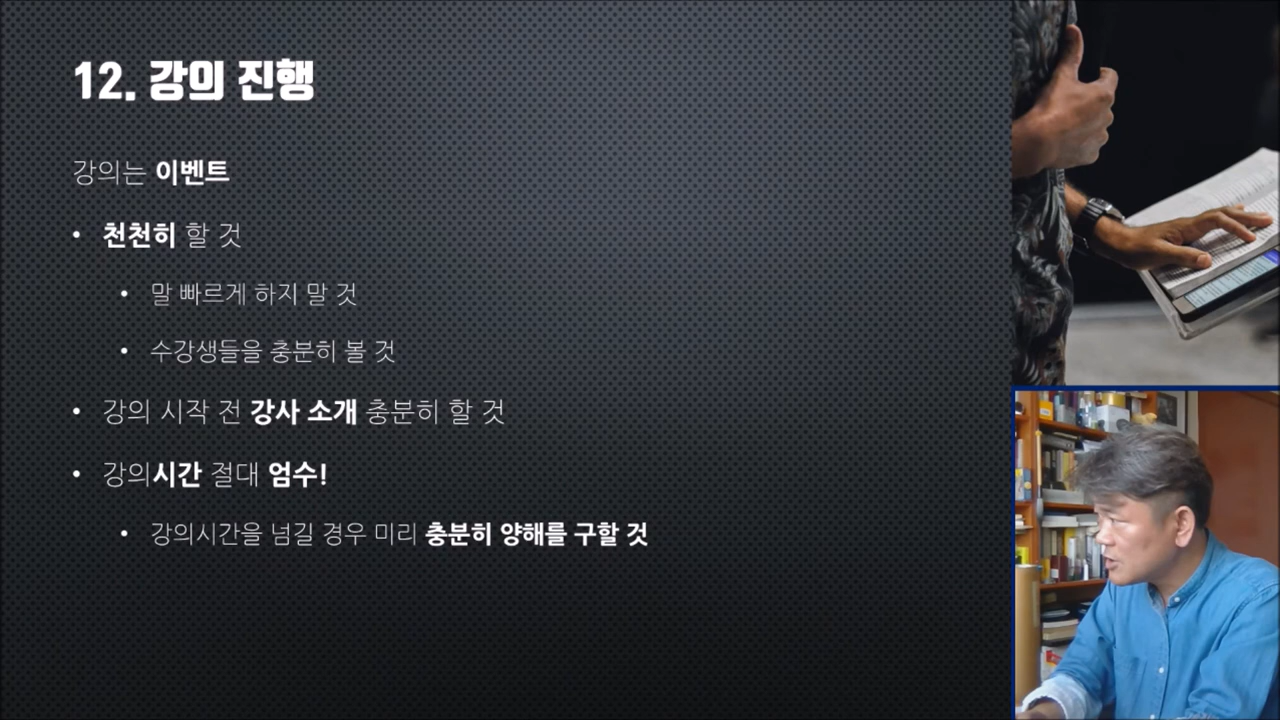 12. 강의 진행
강의는 이벤트
• 천천히 할 것
• 말 빠르게 하지 말 것
• 수강생들을 충분히 볼 것
• 강의 시작 전 강사 소개 충분히 할 것
• 강의시간 절대 엄수!
• 강의시간을 넘길 경우 미리 충분히 양해를 구할 것